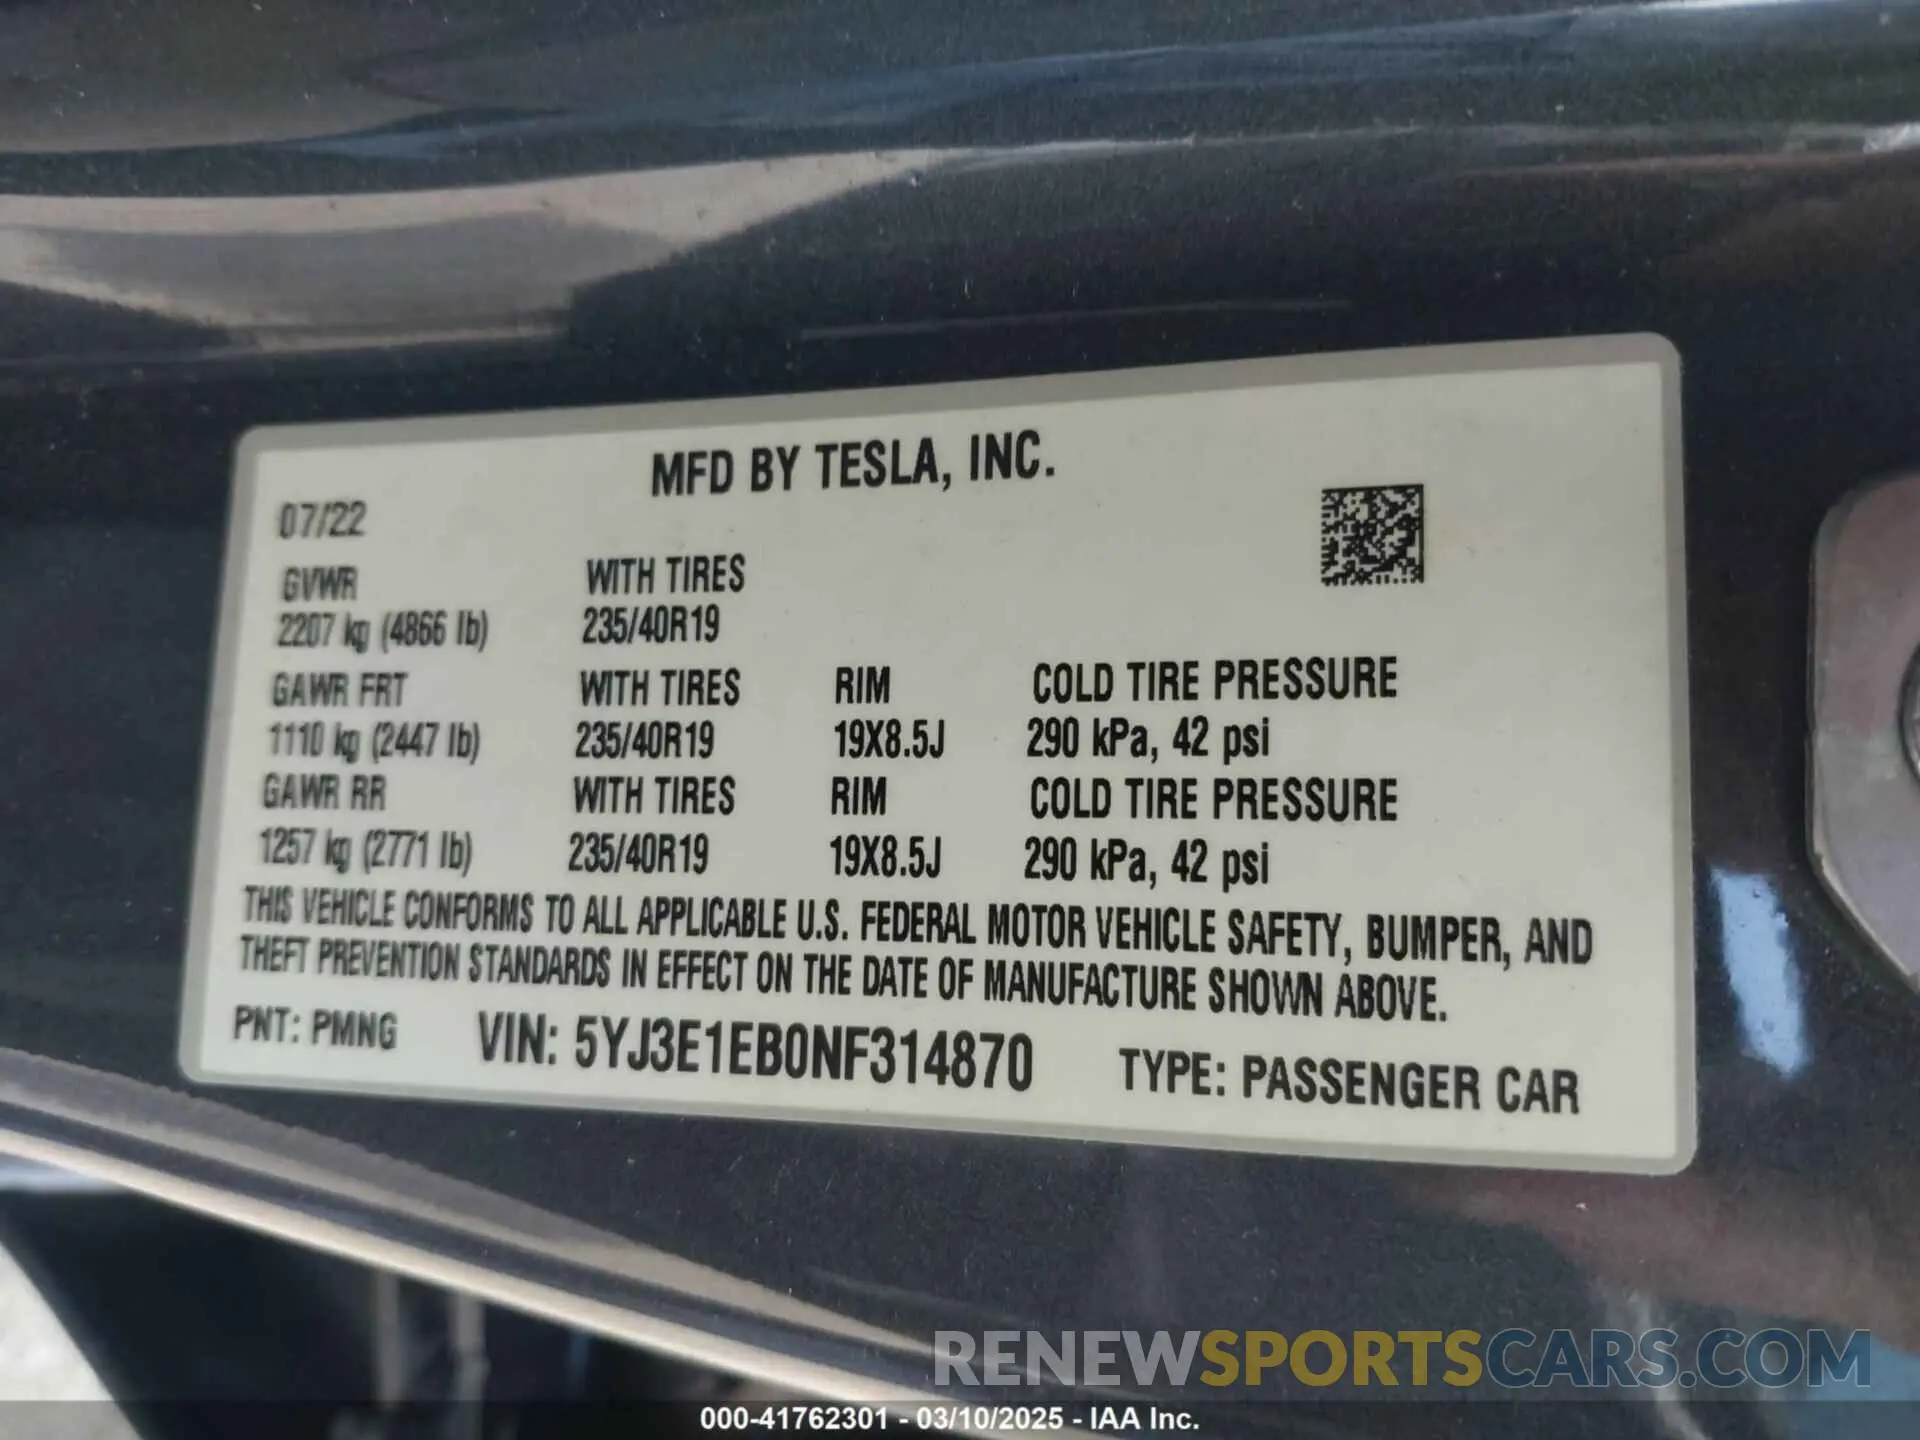 MFD BY TESLA, INC.
07/22
GVWR WITH TIRES
2207 kg (4866 lb) 235/40R19
GAWR FRT WITH TIRES RIM COLD TIRE PRESSURE
1110 kg (2447 lb) 235/40R19 19X8.5J 290 kPa, 42 psi
GAWR RR WITH TIRES RIM COLD TIRE PRESSURE
1257 kg (2771 lb) 235/40R19 19X8.5J 290 kPa, 42 psi
THIS VEHICLE CONFORMS TO ALL APPLICABLE U.S. FEDERAL MOTOR VEHICLE SAFETY, BUMPER, AND
THEFT PREVENTION STANDARDS IN EFFECT ON THE DATE OF MANUFACTURE SHOWN ABOVE.
PNT: PMNG VIN: 5YJ3E1EB0NF314870 TYPE: PASSENGER CAR
RENEWSPORTSCARS.COM
000-41762301 - 03/10/2025 - IAA Inc.